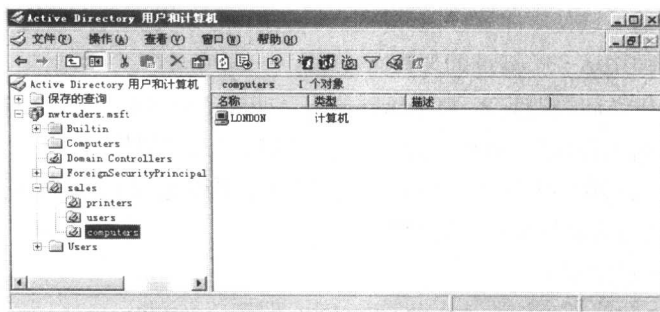 Active Directory 用户和计算机
文件(F) 操作(A) 查看(V) 窗口(W) 帮助(H)
Active Directory 用户和计算机
保存的查询
nwtraders.msft
Builtin
Computers
Domain Controllers
ForeignSecurityPrincipal
sales
printers
users
computers
Users
computers 1 个对象
名称 类型 描述
LONDON 计算机